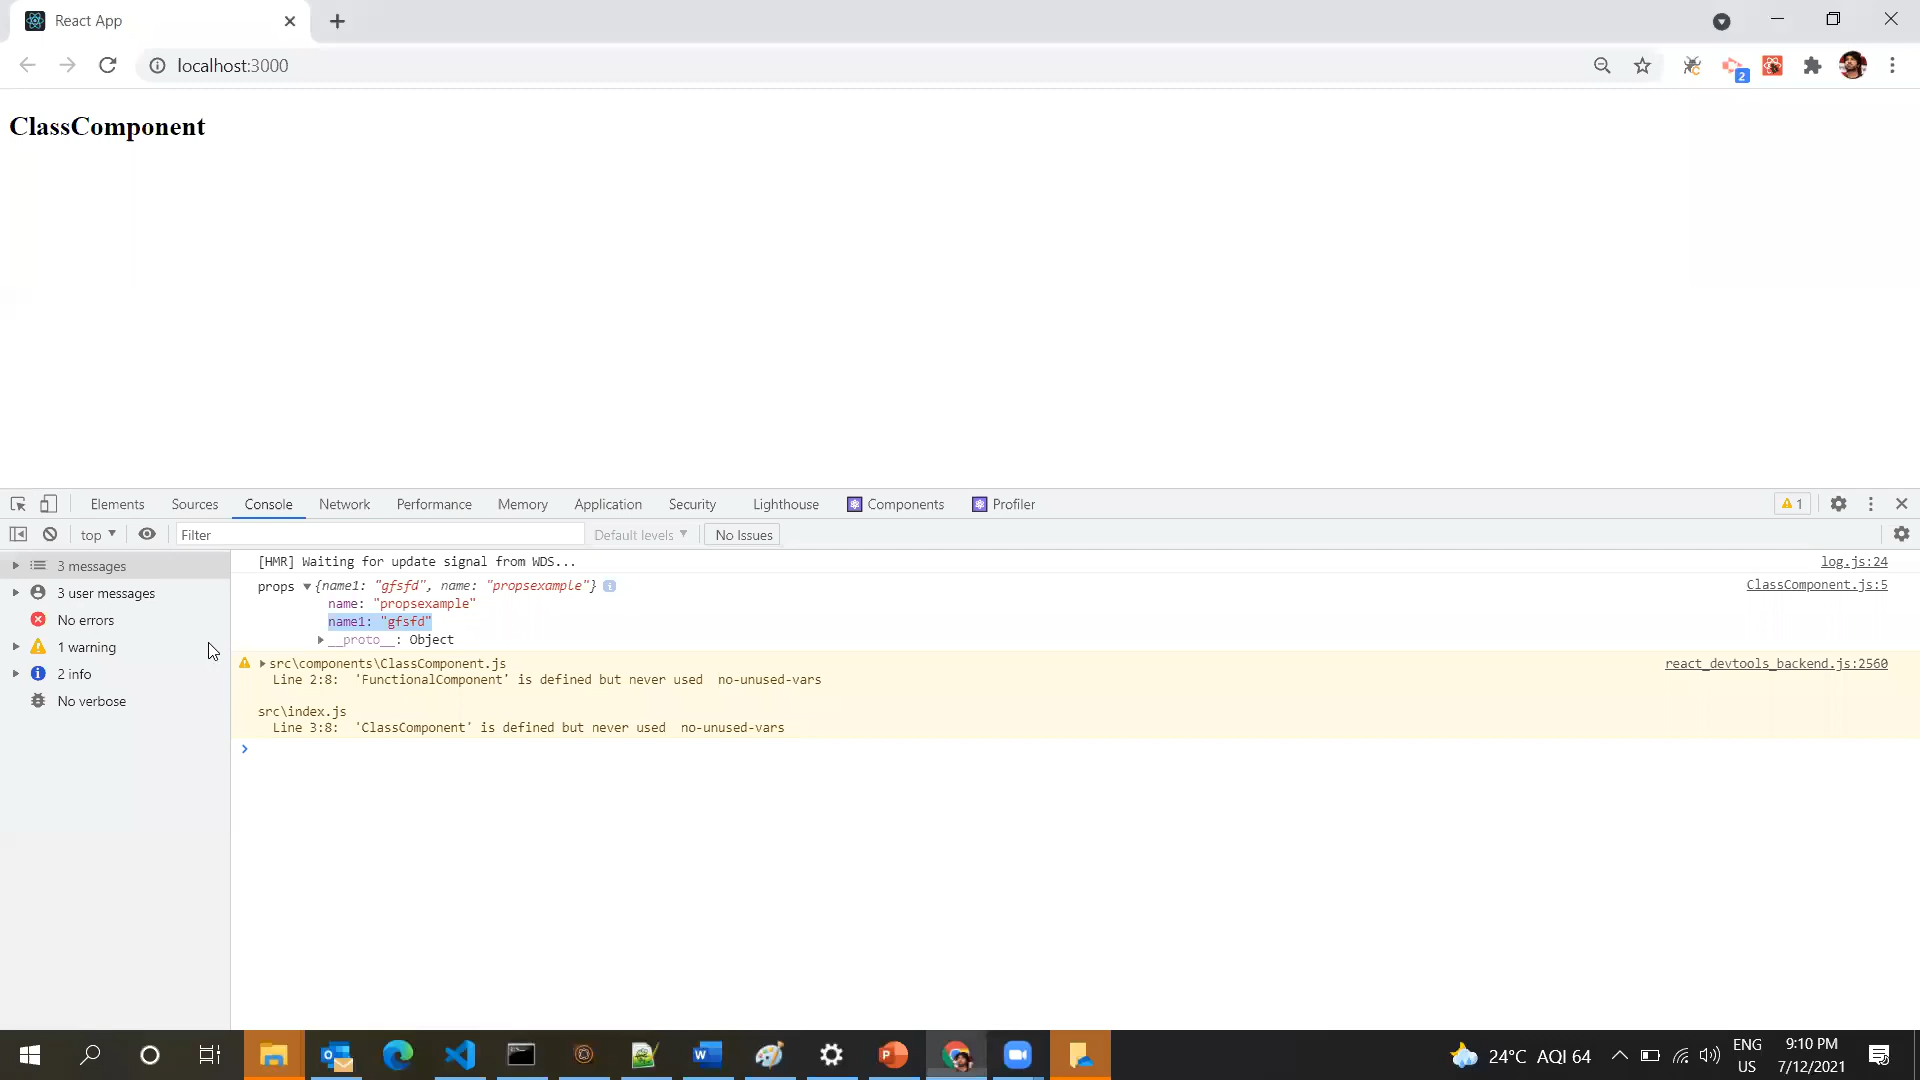 React App
localhost:3000
2
ClassComponent
Elements Sources Console Network Performance Memory Application Security Lighthouse Components Profiler 1
top Filter Default levels No Issues
3 messages
3 user messages
No errors
1 warning
2 info
No verbose
[HMR] Waiting for update signal from WDS... log.js:24
props {name1: "gfsfd", name: "propsexample"} ClassComponent.js:5
name: "propsexample"
name1: "gfsfd"
__proto__: Object
src\components\ClassComponent.js react_devtools_backend.js:2560
Line 2:8: 'FunctionalComponent' is defined but never used no-unused-vars
src\index.js
Line 3:8: 'ClassComponent' is defined but never used no-unused-vars
24°C AQI 64
ENG
US
9:10 PM
7/12/2021